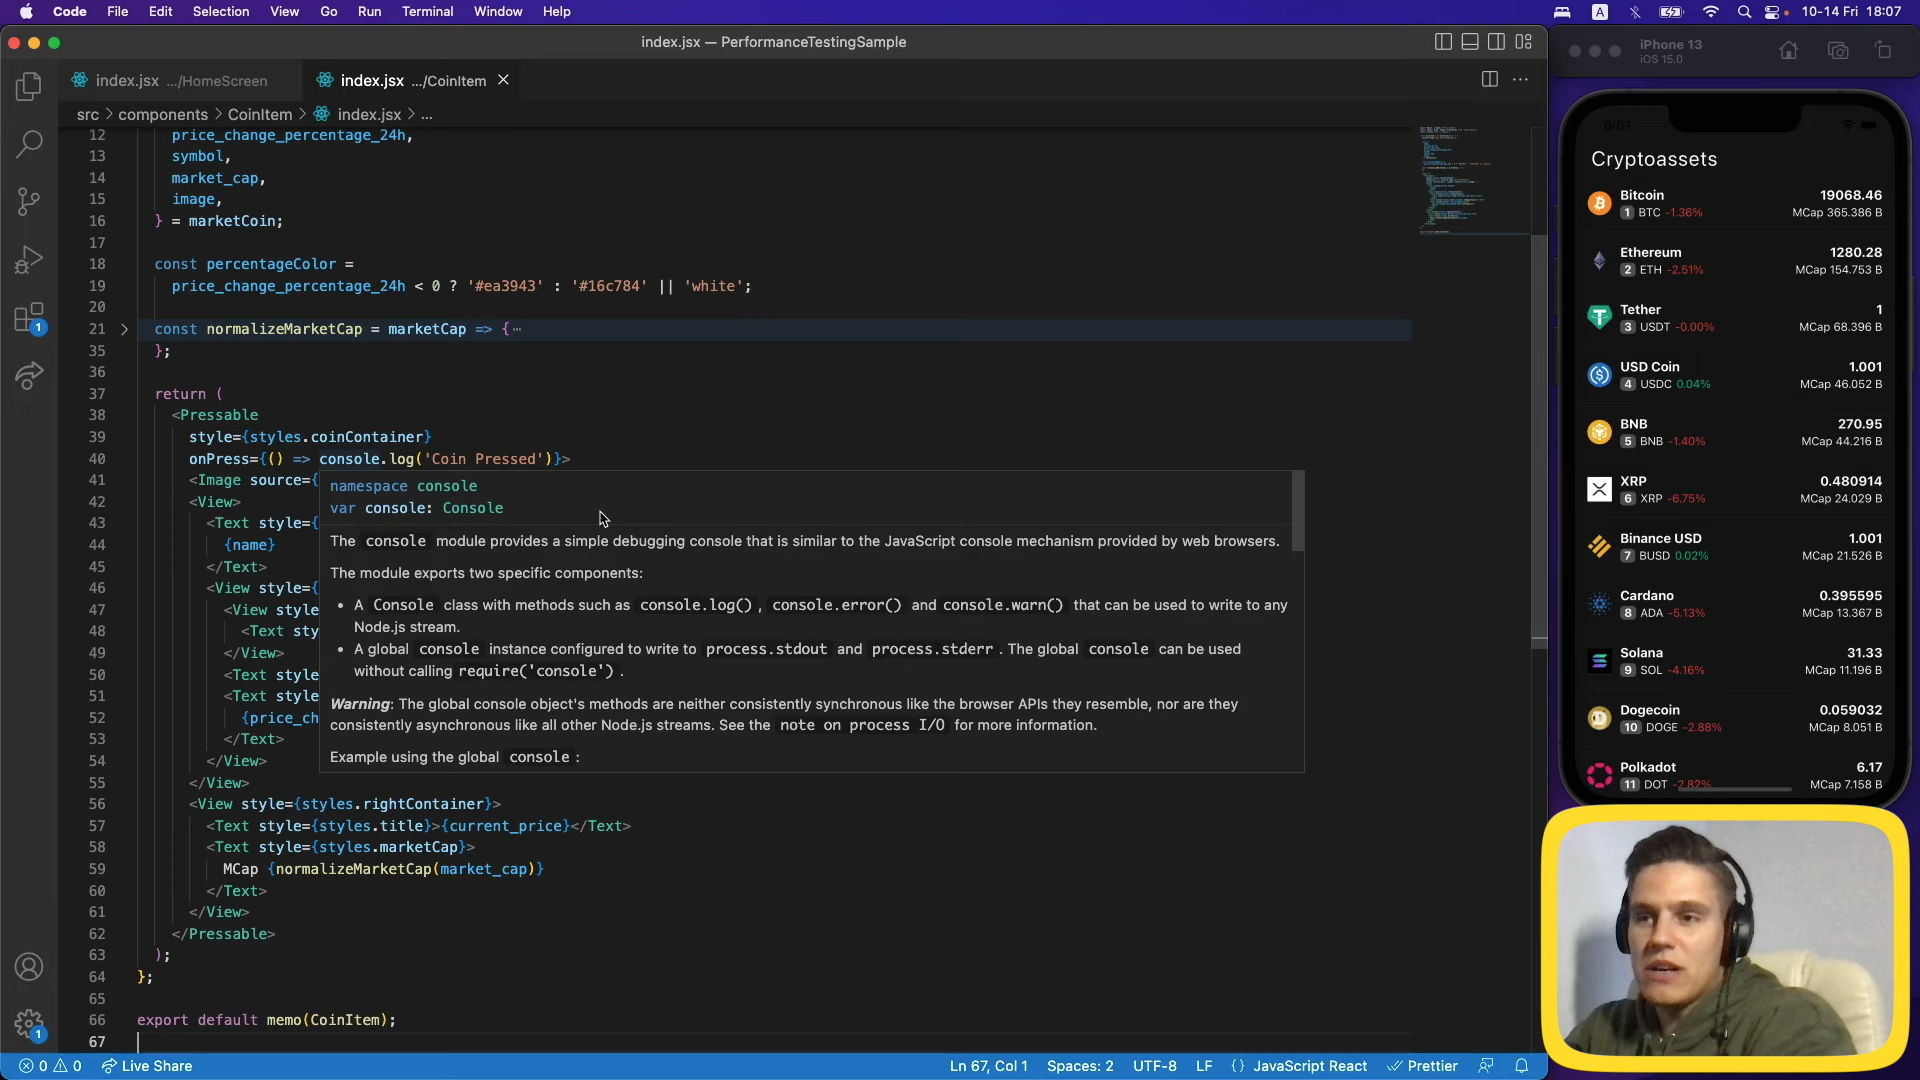 Code File Edit Selection View Go Run Terminal Window Help
A 10-14 Fri 18:07
index.jsx — PerformanceTestingSample
index.jsx .../HomeScreen
index.jsx .../CoinItem
src > components > CoinItem > index.jsx > ...
12 price_change_percentage_24h,
13 symbol,
14 market_cap,
15 image,
16 } = marketCoin;
17
18 const percentageColor =
19 price_change_percentage_24h < 0 ? '#ea3943' : '#16c784' || 'white';
20
21 const normalizeMarketCap = marketCap => {⋯
35 };
36
37 return (
38 <Pressable
39 style={styles.coinContainer}
40 onPress={() => console.log('Coin Pressed')}>
41 <Image source={
42 <View>
43 <Text style={
44 {name}
45 </Text>
46 <View style={
47 <View style
48 <Text sty
49 </View>
50 <Text style
51 <Text style
52 {price_ch
53 </Text>
54 </View>
55 </View>
56 <View style={styles.rightContainer}>
57 <Text style={styles.title}>{current_price}</Text>
58 <Text style={styles.marketCap}>
59 MCap {normalizeMarketCap(market_cap)}
60 </Text>
61 </View>
62 </Pressable>
63 );
64 };
65
66 export default memo(CoinItem);
67
namespace console
var console: Console
The console module provides a simple debugging console that is similar to the JavaScript console mechanism provided by web browsers.
The module exports two specific components:
• A Console class with methods such as console.log(), console.error() and console.warn() that can be used to write to any
Node.js stream.
• A global console instance configured to write to process.stdout and process.stderr. The global console can be used
without calling require('console').
Warning: The global console object's methods are neither consistently synchronous like the browser APIs they resemble, nor are they
consistently asynchronous like all other Node.js streams. See the note on process I/O for more information.
Example using the global console:
1
1
0 0 Live Share
Ln 67, Col 1 Spaces: 2 UTF-8 LF {} JavaScript React Prettier
iPhone 13
iOS 15.0
6:07
Cryptoassets
Bitcoin 19068.46
1 BTC -1.36% MCap 365.386 B
Ethereum 1280.28
2 ETH -2.51% MCap 154.753 B
Tether 1
3 USDT -0.00% MCap 68.396 B
USD Coin 1.001
4 USDC 0.04% MCap 46.052 B
BNB 270.95
5 BNB -1.40% MCap 44.216 B
XRP 0.480914
6 XRP -6.75% MCap 24.029 B
Binance USD 1.001
7 BUSD 0.02% MCap 21.526 B
Cardano 0.395595
8 ADA -5.13% MCap 13.367 B
Solana 31.33
9 SOL -4.16% MCap 11.196 B
Dogecoin 0.059032
10 DOGE -2.88% MCap 8.051 B
Polkadot 6.17
11 DOT -2.82% MCap 7.158 B